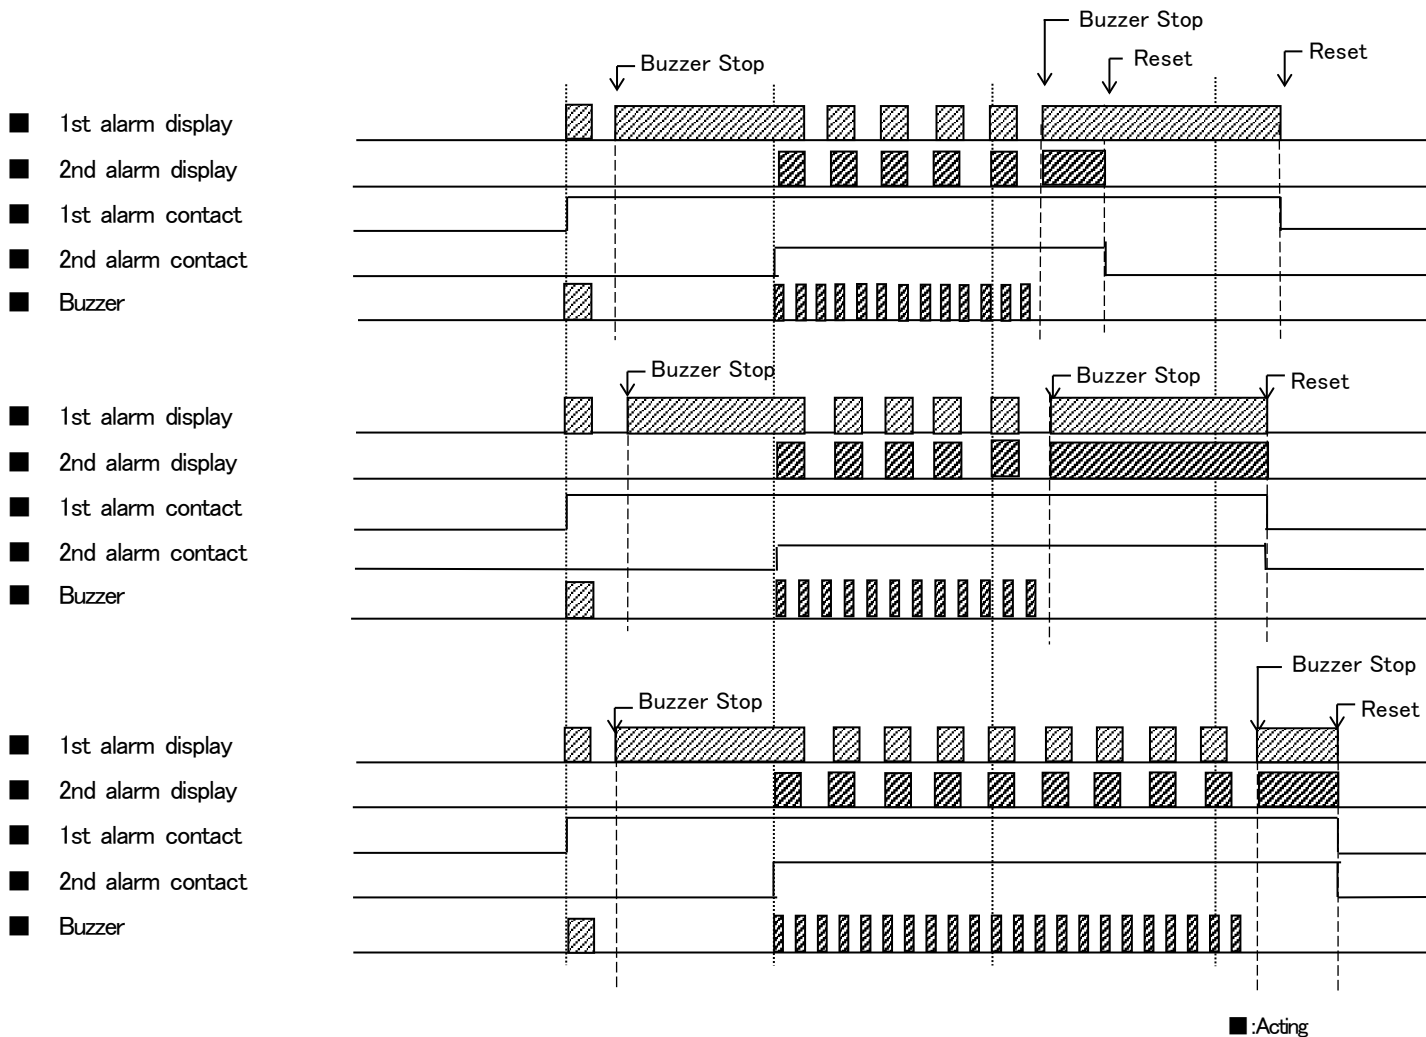 Buzzer Stop
Buzzer Stop
Reset
Reset
■ 1st alarm display
■ 2nd alarm display
■ 1st alarm contact
■ 2nd alarm contact
■ Buzzer
Buzzer Stop
Buzzer Stop
Reset
■ 1st alarm display
■ 2nd alarm display
■ 1st alarm contact
■ 2nd alarm contact
■ Buzzer
Buzzer Stop
Buzzer Stop
Reset
■ 1st alarm display
■ 2nd alarm display
■ 1st alarm contact
■ 2nd alarm contact
■ Buzzer
■:Acting